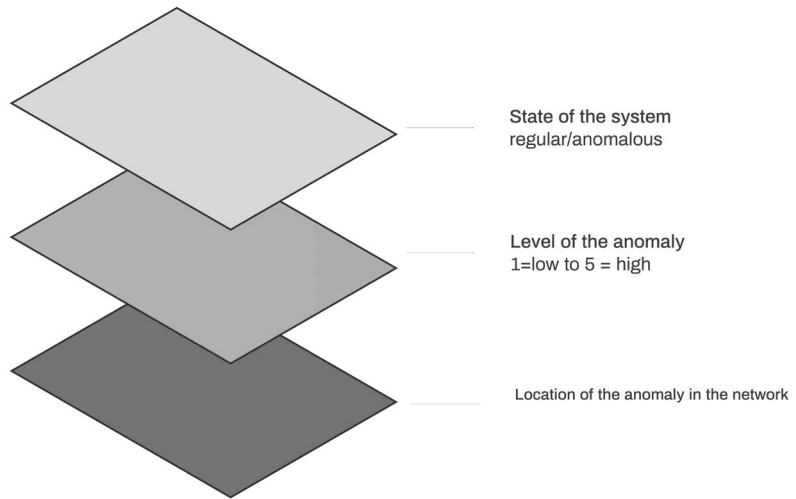 State of the system
regular/anomalous
Level of the anomaly
1=low to 5 = high
Location of the anomaly in the network